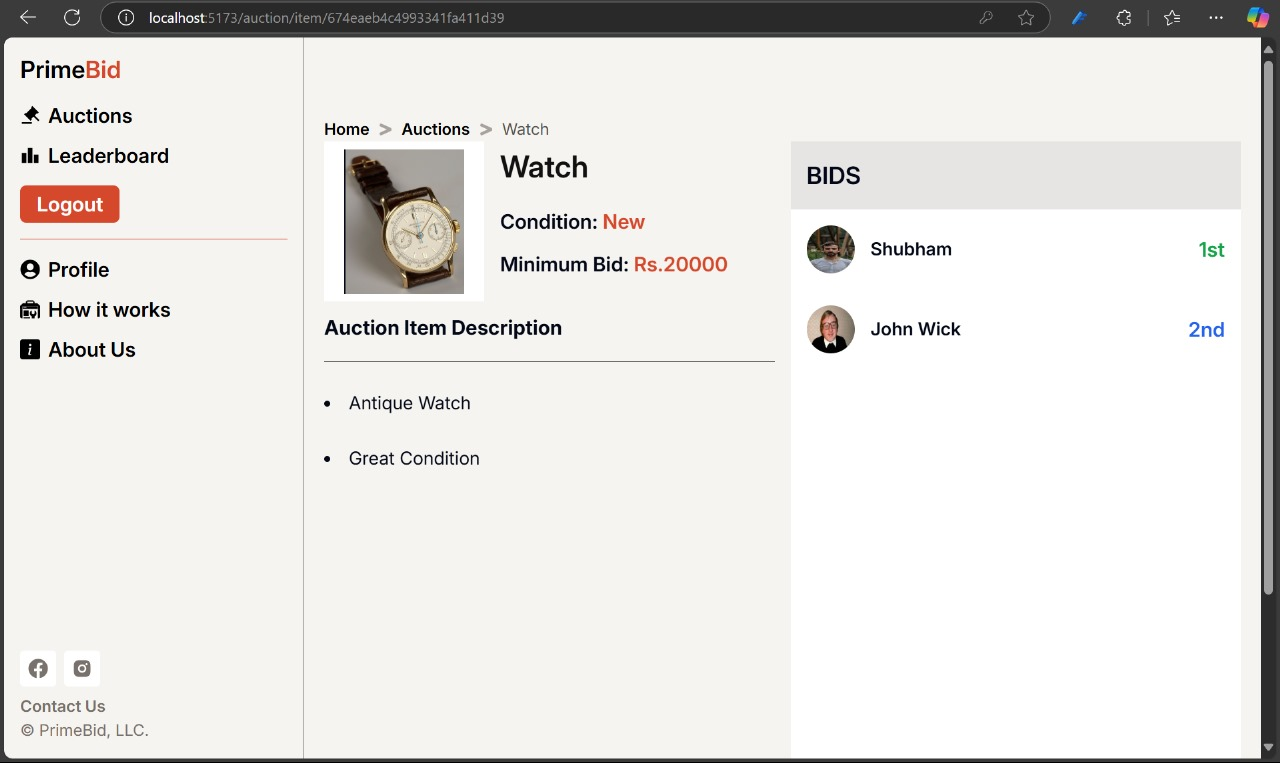 localhost:5173/auction/item/674eaeb4c4993341fa411d39
PrimeBid
Auctions
Leaderboard
Logout
Profile
How it works
About Us
Contact Us
© PrimeBid, LLC.
Home > Auctions > Watch
Watch
Condition: New
Minimum Bid: Rs.20000
Auction Item Description
• Antique Watch
• Great Condition
BIDS
Shubham 1st
John Wick 2nd